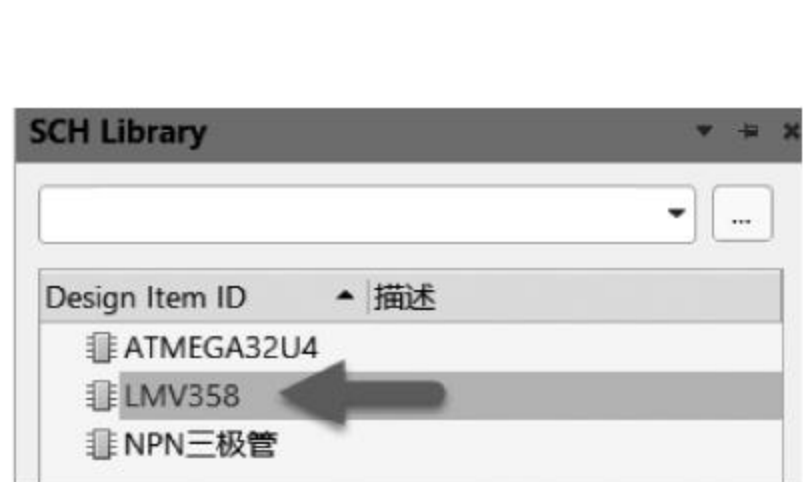 SCH Library
...
Design Item ID 描述
ATMEGA32U4
LMV358
NPN三极管